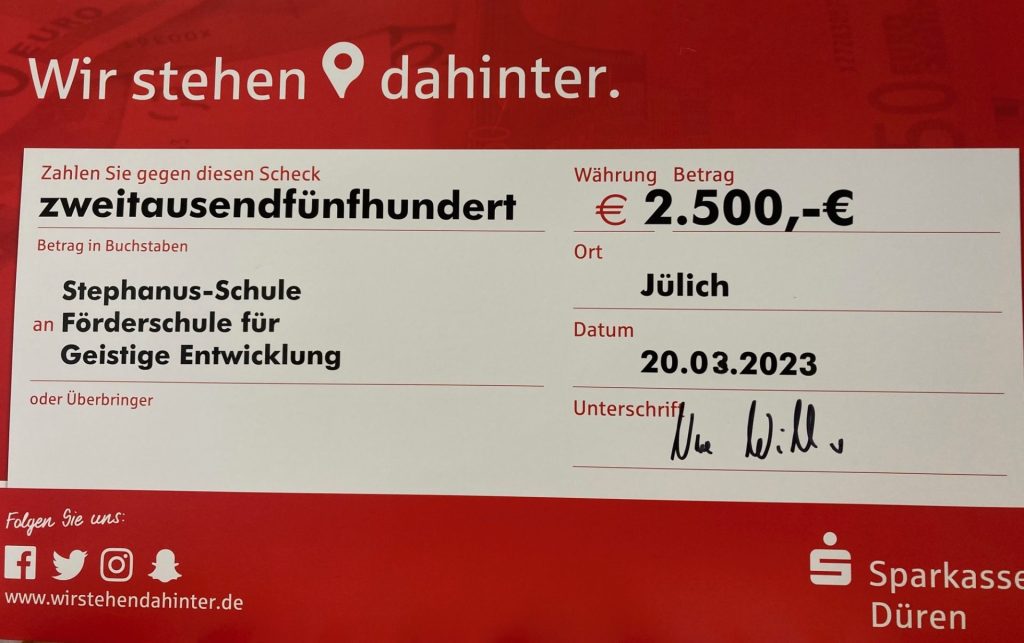 Wir stehen dahinter.
Zahlen Sie gegen diesen Scheck
zweitausendfünfhundert
Betrag in Buchstaben
Stephanus-Schule
an Förderschule für
Geistige Entwicklung
oder Überbringer
Währung Betrag
€ 2.500,-€
Ort
Jülich
Datum
20.03.2023
Unterschrift
Folgen Sie uns:
www.wirstehendahinter.de
Sparkasse
Düren